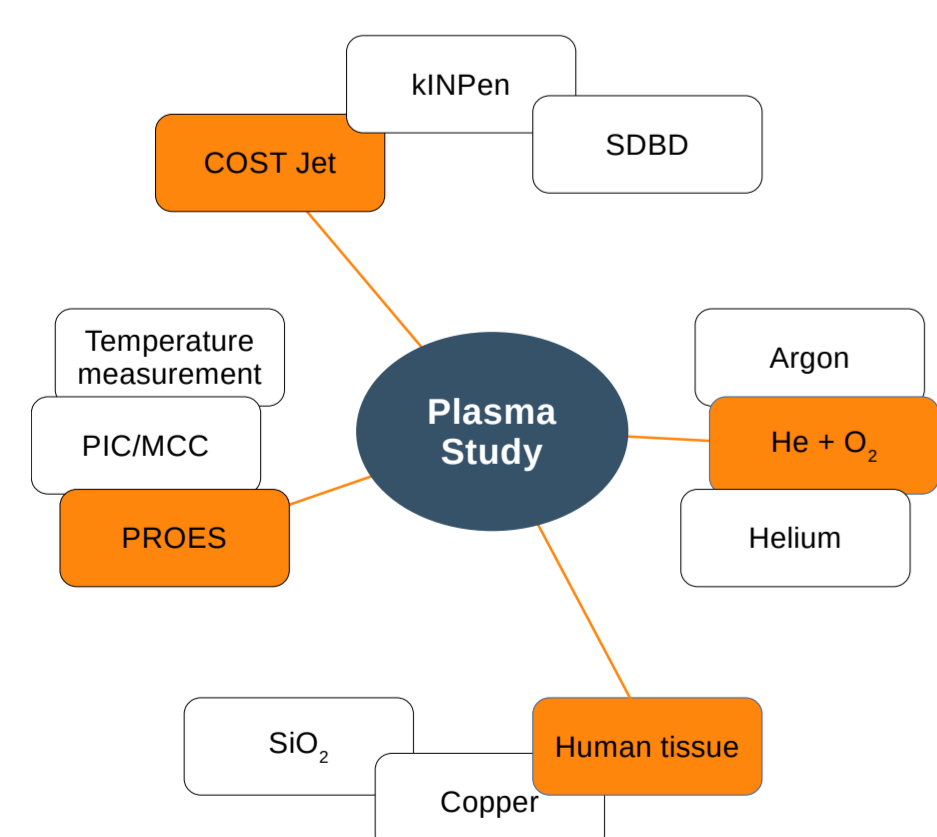 kINPen
SDBD
COST Jet
Temperature
measurement
PIC/MCC
PROES
Plasma
Study
Argon
He + O₂
Helium
SiO₂
Human tissue
Copper